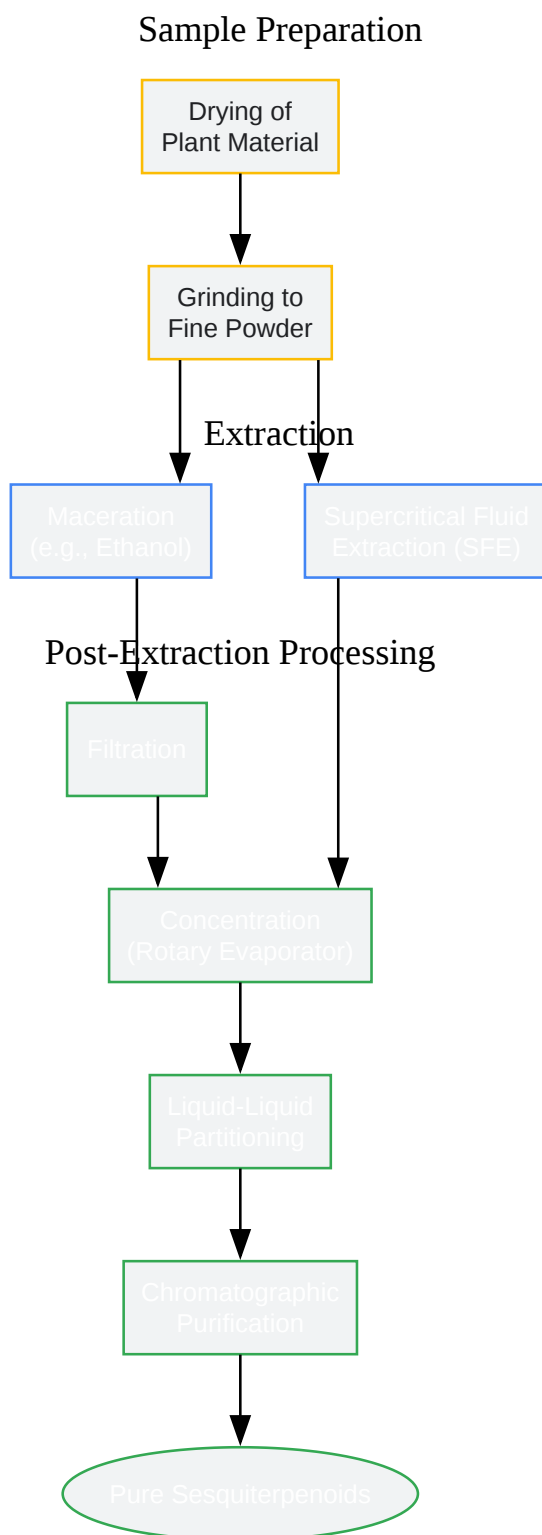 Sample Preparation
Drying of
Plant Material
Grinding to
Fine Powder
Extraction
Maceration
(e.g., Ethanol)
Supercritical Fluid
Extraction (SFE)
Post-Extraction Processing
Filtration
Concentration
(Rotary Evaporator)
Liquid-Liquid
Partitioning
Chromatographic
Purification
Pure Sesquiterpenoids